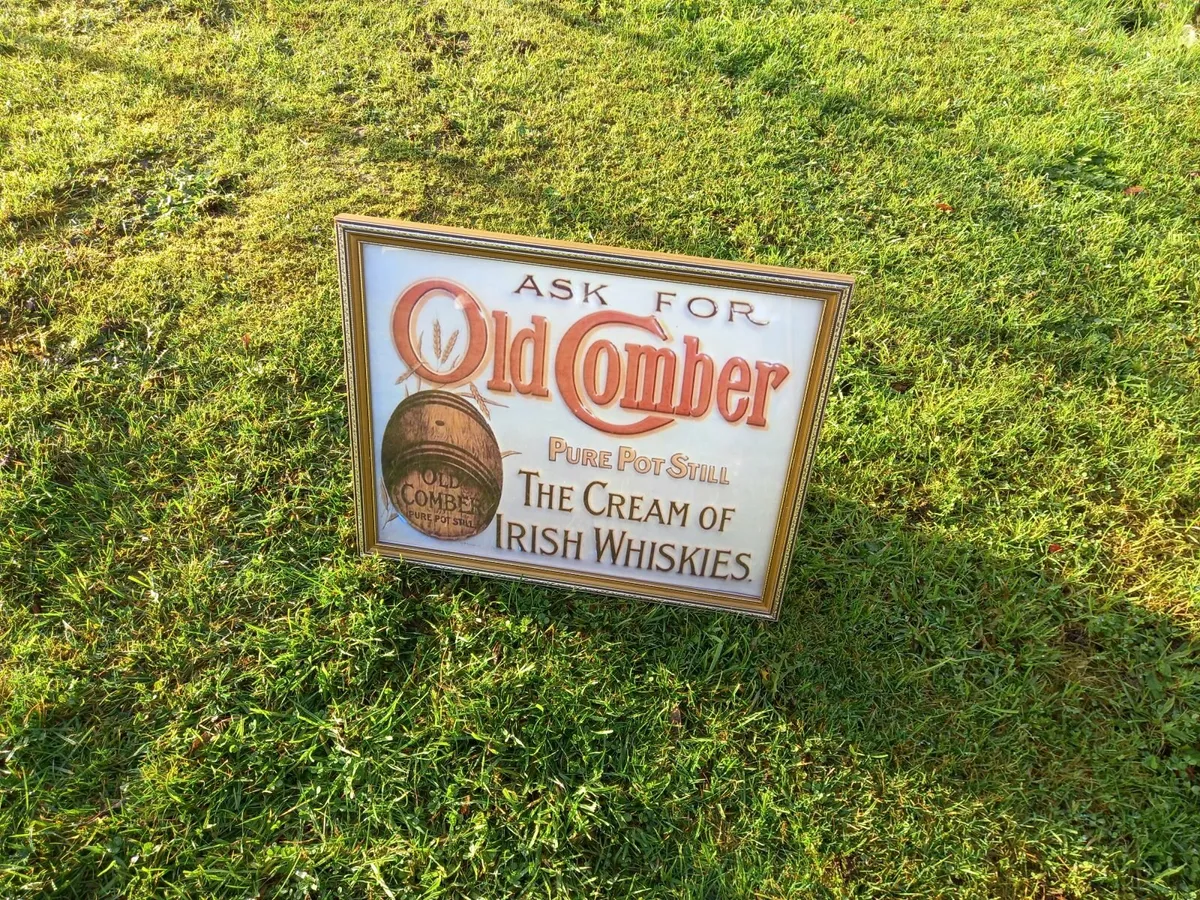 ASK FOR
Old Comber
PURE POT STILL
THE CREAM OF
IRISH WHISKIES.
OLD
COMBER
PURE POT STILL